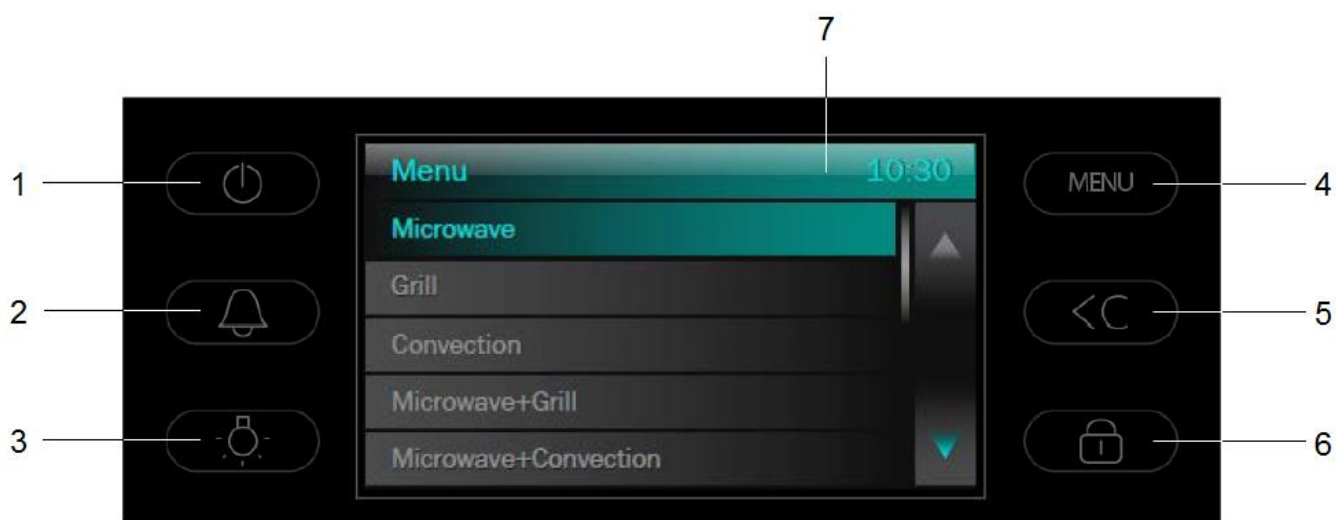 7
Menu 10:30
1
MENU
4
Microwave
Grill
2
<C
5
Convection
Microwave+Grill
3
Microwave+Convection
6